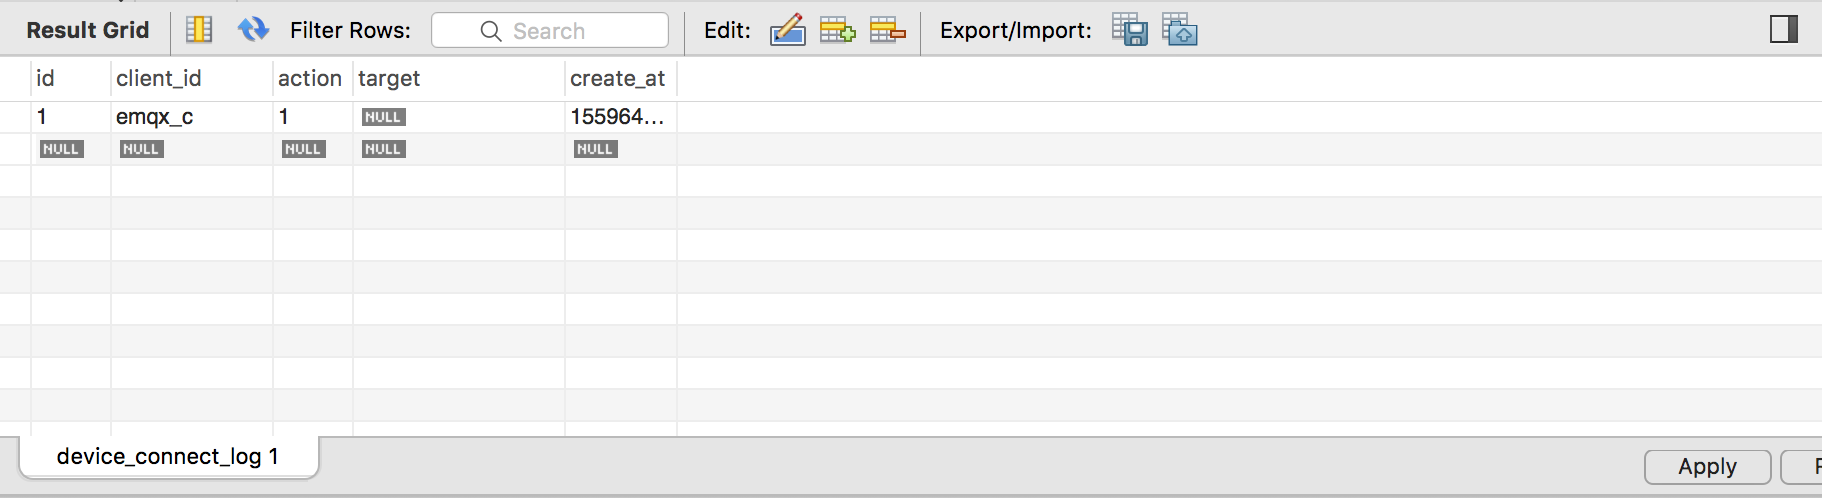 Result Grid Filter Rows: Search Edit: Export/Import:
id client_id action target create_at
1 emqx_c 1 NULL 155964...
NULL NULL NULL NULL NULL
device_connect_log 1
Apply